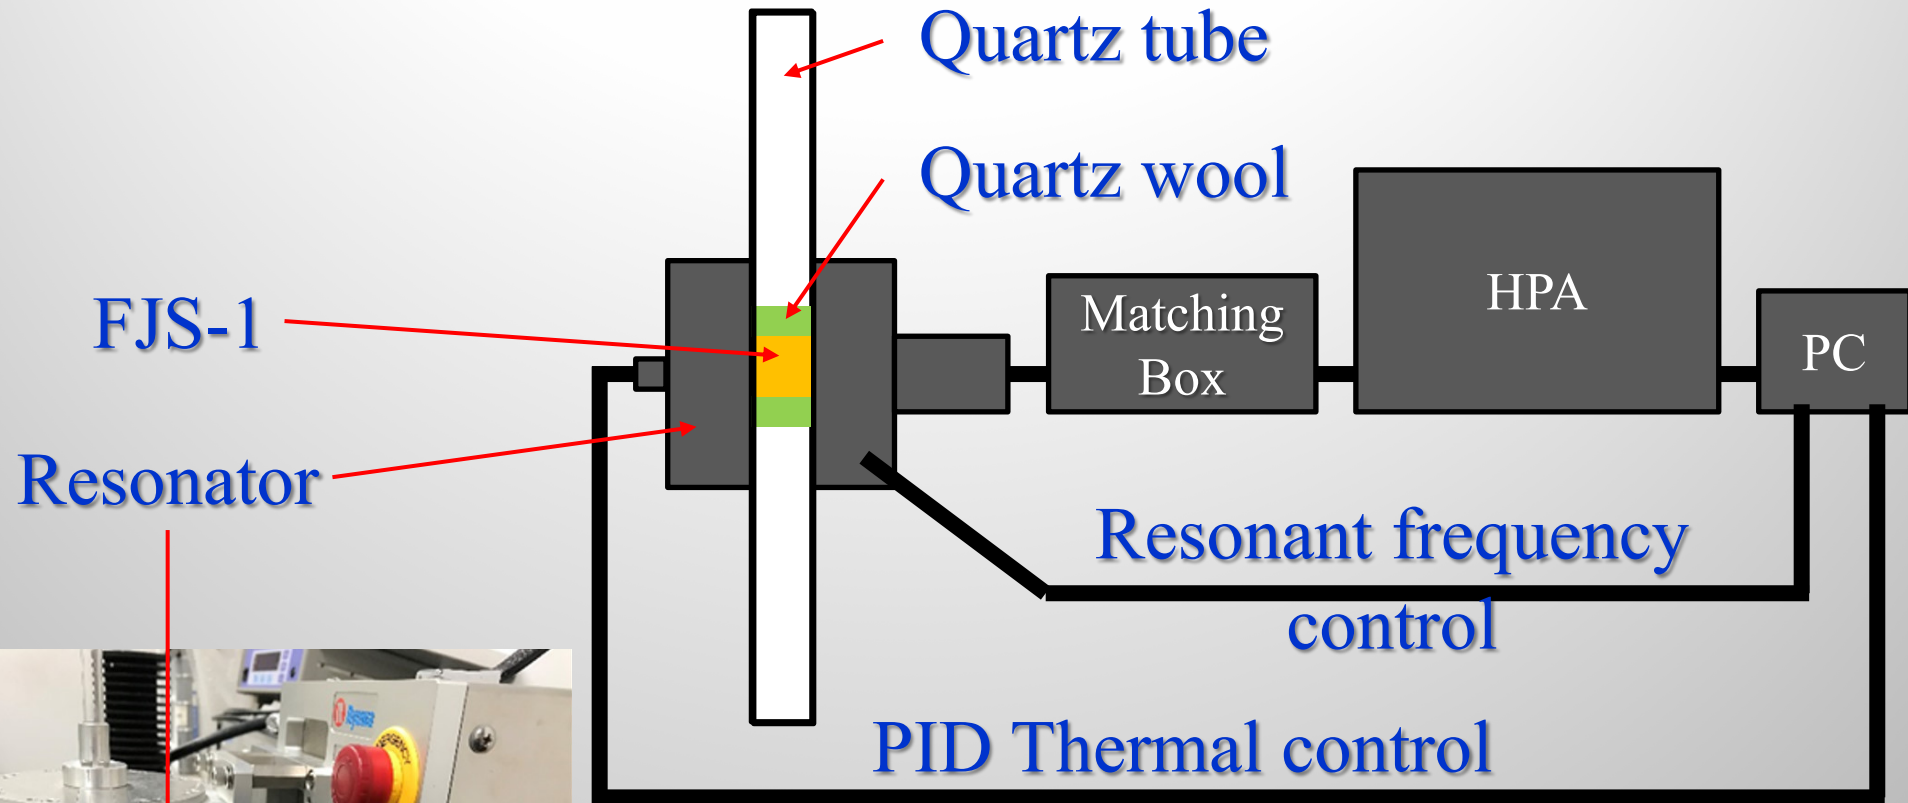 Quartz tube
Quartz wool
HPA
FJS-1
Matching
Box
PC
Resonator
Resonant frequency
control
PID Thermal control